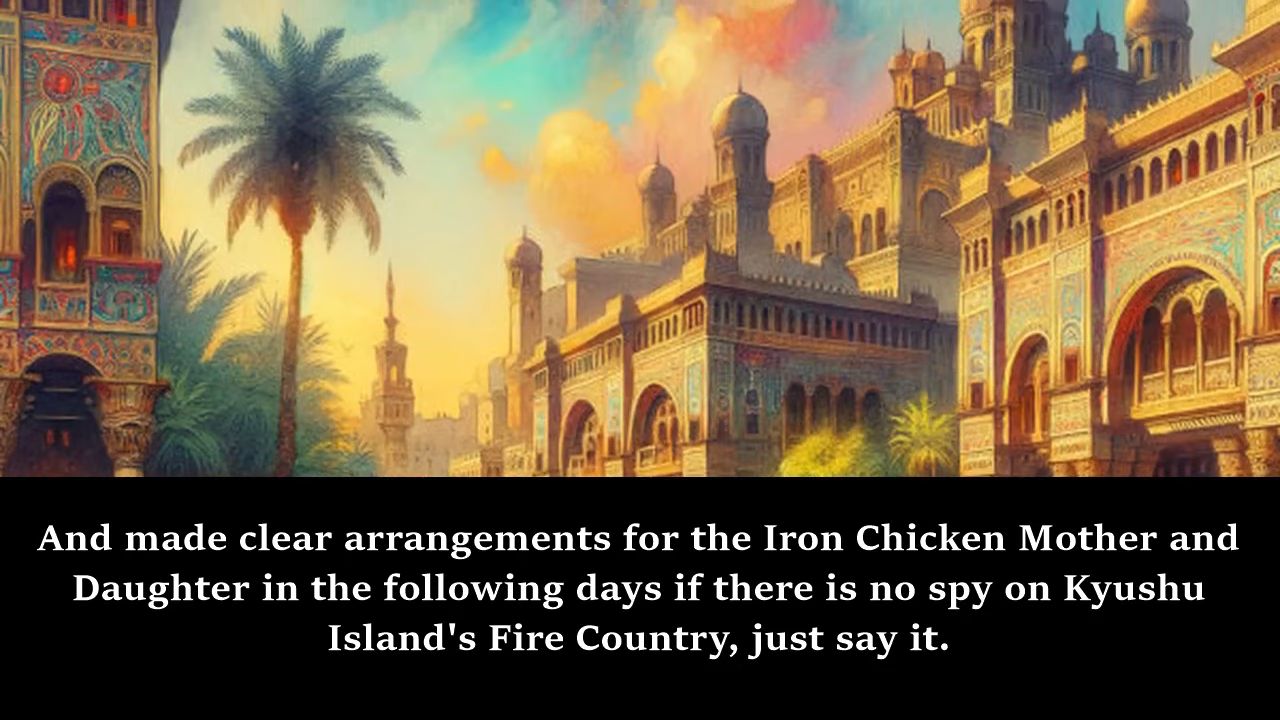 And made clear arrangements for the Iron Chicken Mother and
Daughter in the following days if there is no spy on Kyushu
Island's Fire Country, just say it.